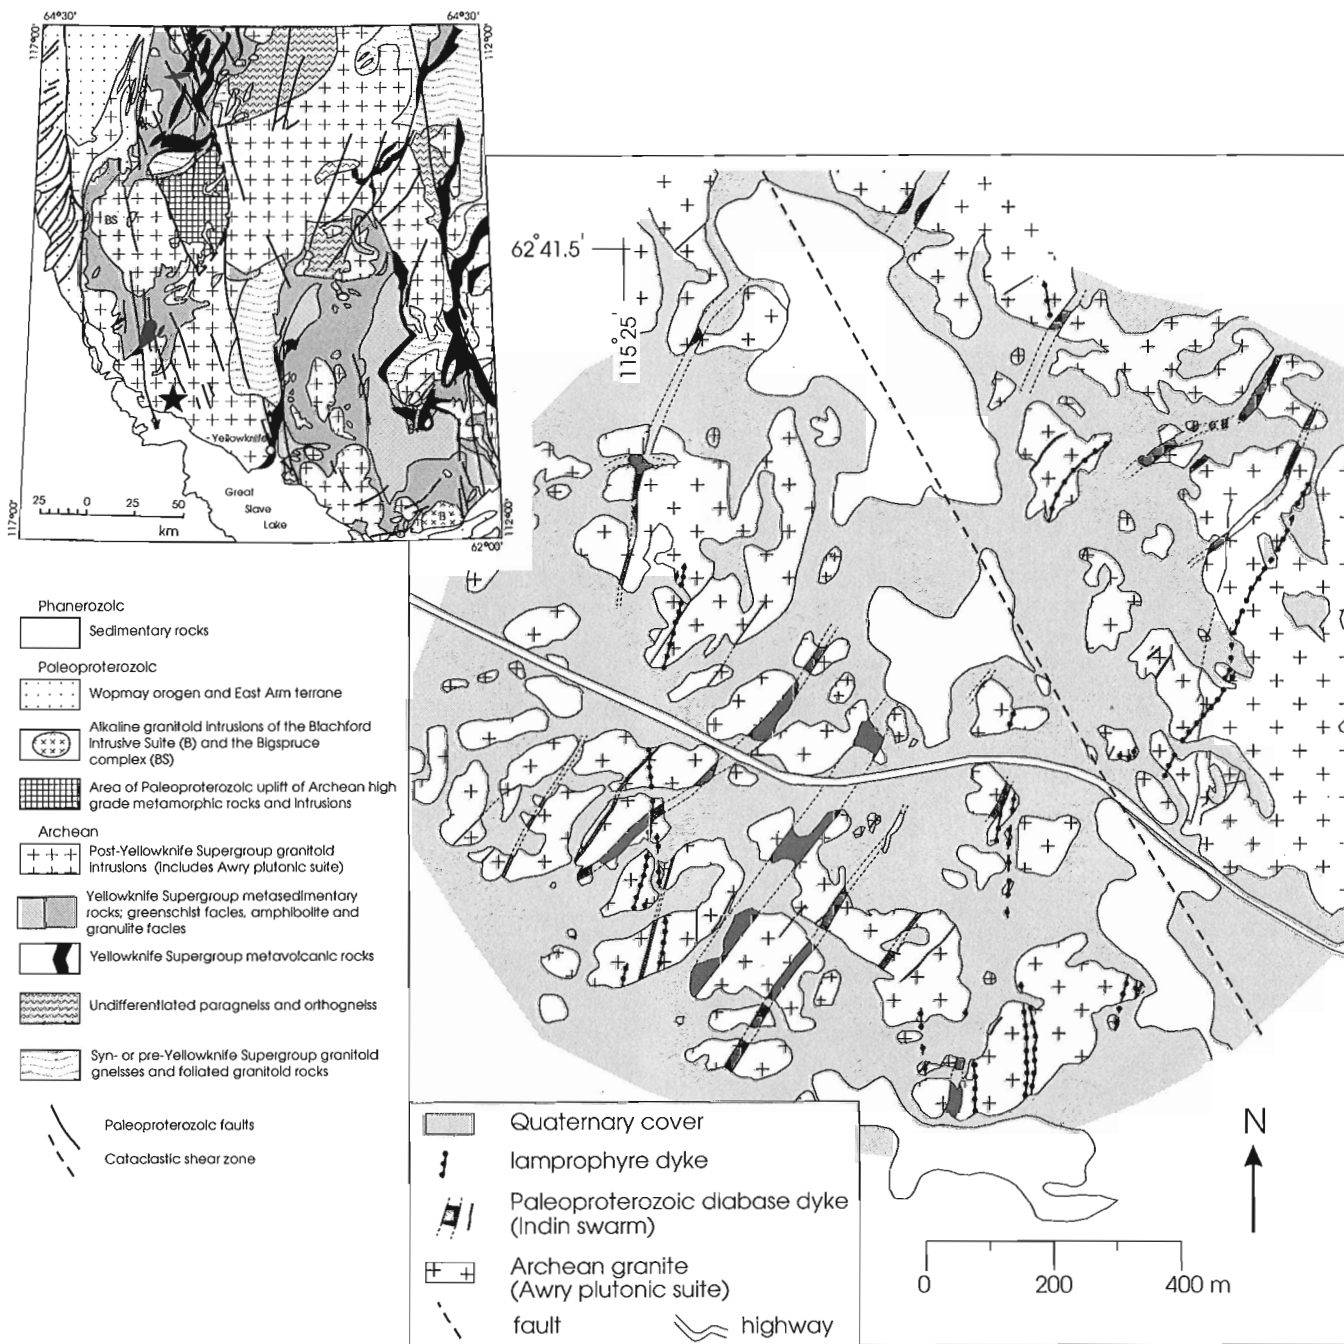 64°30'
64°30'
117°00'
112°00'
BS
Yellowknife
Great
Slave
Lake
B
25 0 25 50
km
117°00'
112°00'
62°00'
62°41.5'
115°25'
Phanerozoic
Sedimentary rocks
Paleoproterozoic
Wopmay orogen and East Arm terrane
Alkaline granitoid intrusions of the Blachford
Intrusive Suite (B) and the Bigspruce
complex (BS)
Area of Paleoproterozoic uplift of Archean high
grade metamorphic rocks and intrusions
Archean
Post-Yellowknife Supergroup granitoid
intrusions (includes Awry plutonic suite)
Yellowknife Supergroup metasedimentary
rocks; greenschist facies, amphibolite and
granulite facies
Yellowknife Supergroup metavolcanic rocks
Undifferentiated paragneiss and orthogneiss
Syn- or pre-Yellowknife Supergroup granitoid
gneisses and foliated granitoid rocks
Paleoproterozoic faults
Cataclastic shear zone
Quaternary cover
lamprophyre dyke
Paleoproterozoic diabase dyke
(Indin swarm)
Archean granite
(Awry plutonic suite)
fault
highway
N
0 200 400 m